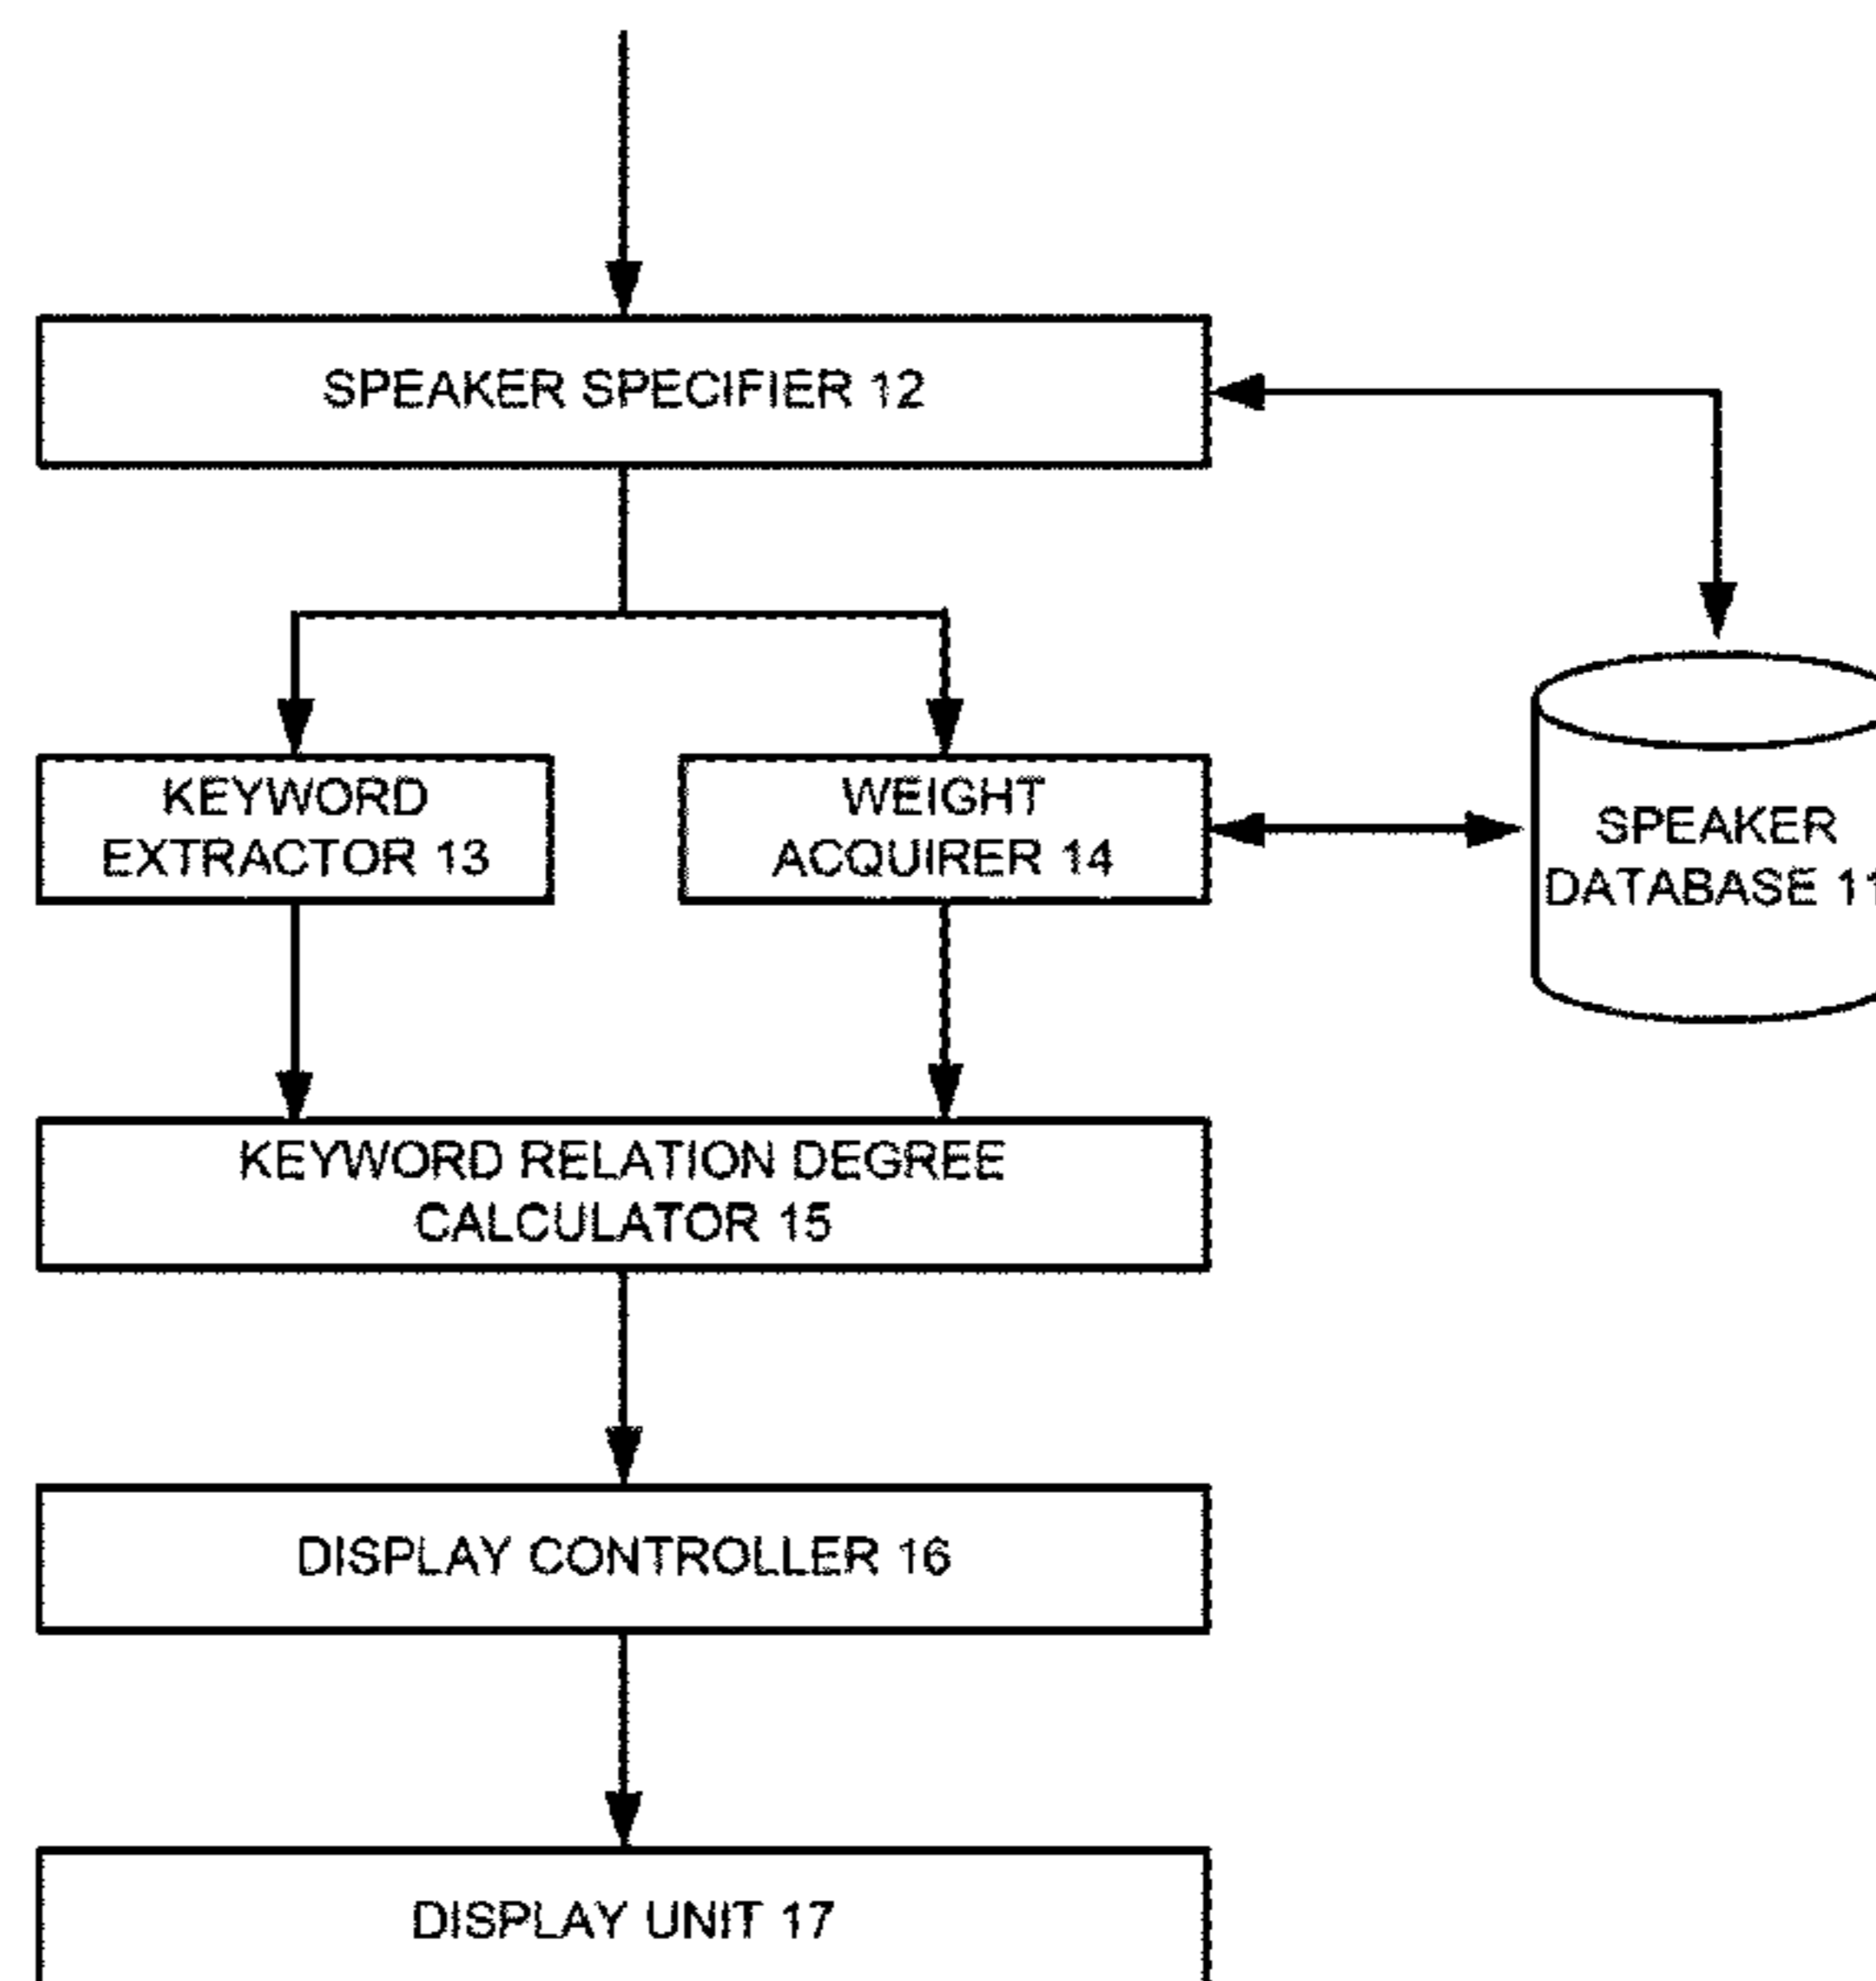 SPEAKER SPECIFIER 12
KEYWORD
EXTRACTOR 13
WEIGHT
ACQUIRER 14
SPEAKER
DATABASE 11
KEYWORD RELATION DEGREE
CALCULATOR 15
DISPLAY CONTROLLER 16
DISPLAY UNIT 17